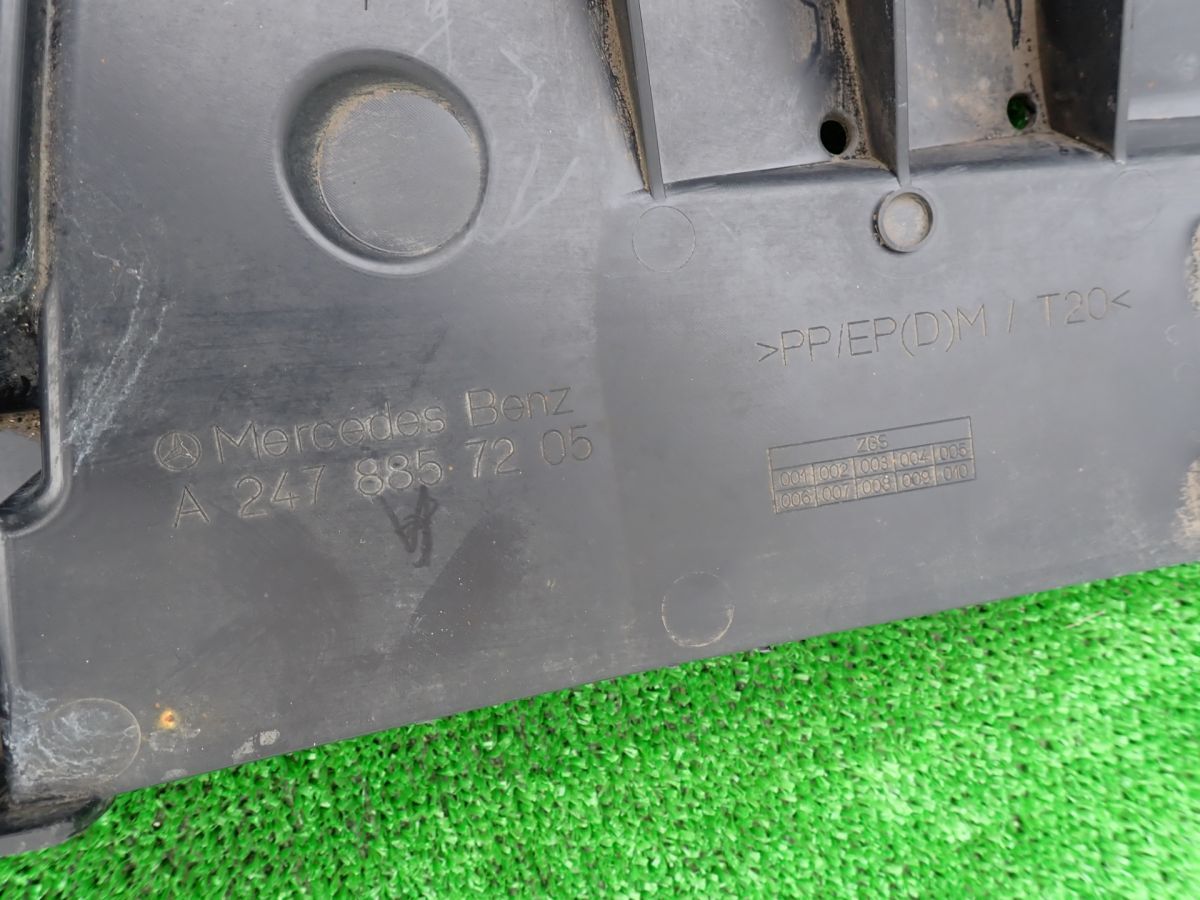 >PP/EP(D)M / T20<
Mercedes Benz
A 247 885 72 05
ZGS
001 002 003 004 005
006 007 008 009 010